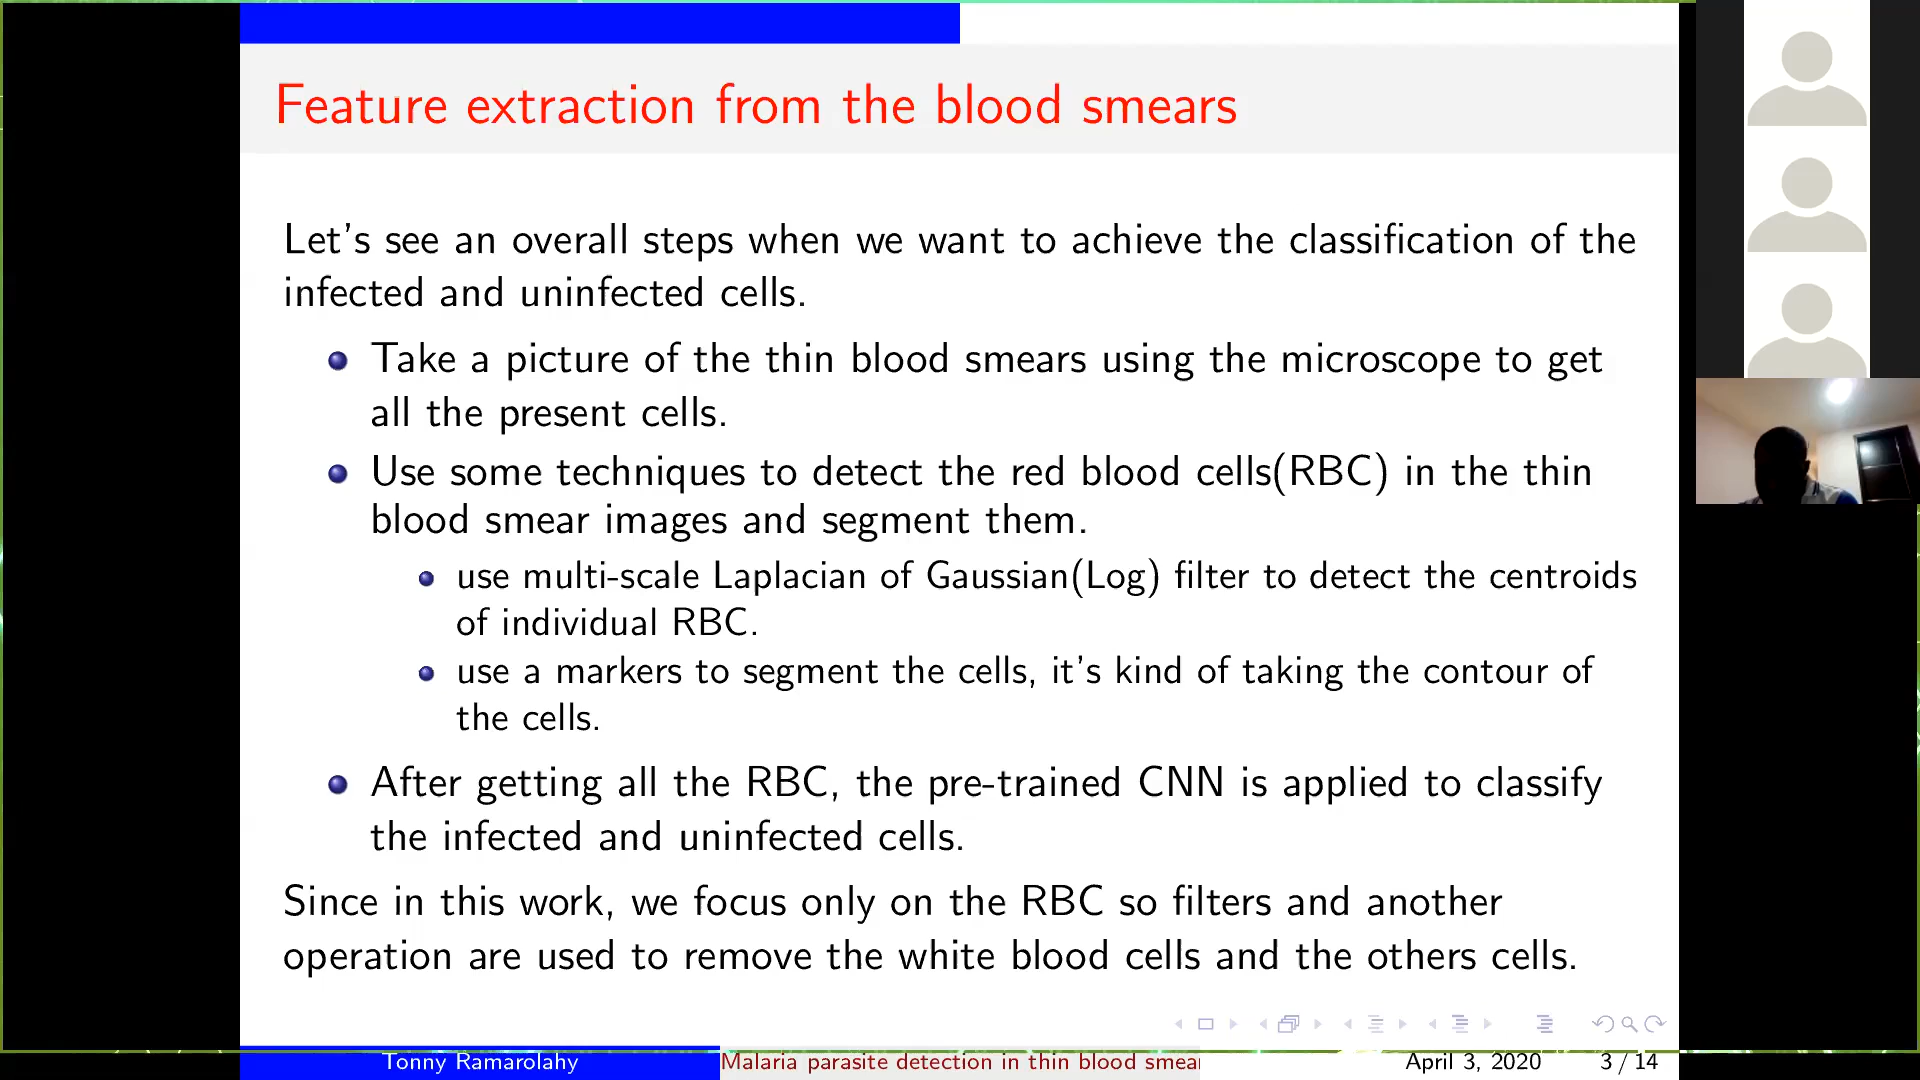 Feature extraction from the blood smears
Let's see an overall steps when we want to achieve the classification of the
infected and uninfected cells.
Take a picture of the thin blood smears using the microscope to get
all the present cells.
Use some techniques to detect the red blood cells(RBC) in the thin
blood smear images and segment them.
use multi-scale Laplacian of Gaussian(Log) filter to detect the centroids
of individual RBC.
use a markers to segment the cells, it's kind of taking the contour of
the cells.
After getting all the RBC, the pre-trained CNN is applied to classify
the infected and uninfected cells.
Since in this work, we focus only on the RBC so filters and another
operation are used to remove the white blood cells and the others cells.
Tonny Ramarolahy Malaria parasite detection in thin blood smear April 3, 2020 3 / 14